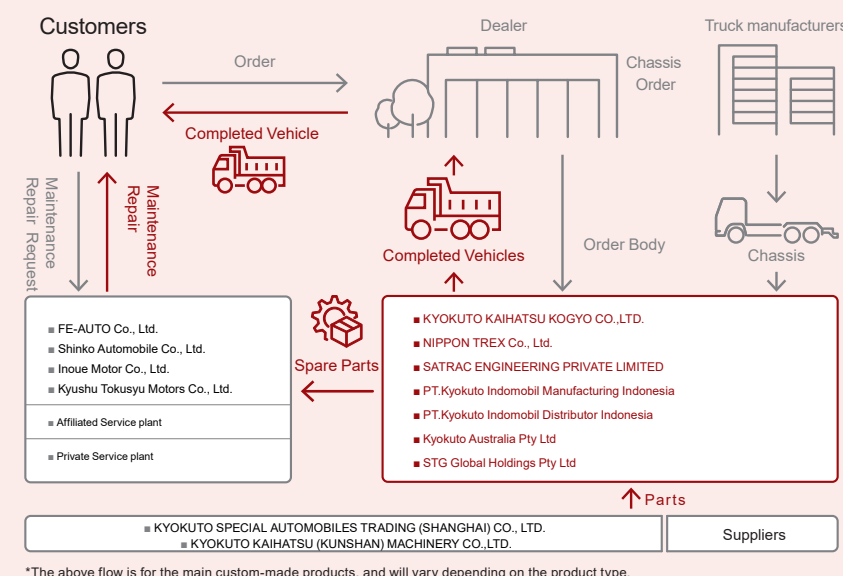 Customers
Dealer
Truck manufacturers
Order
Chassis
Order
Completed Vehicle
Maintenance
Repair Request
Maintenance
Repair
Completed Vehicles
Order Body
Chassis
■ FE-AUTO Co., Ltd.
■ Shinko Automobile Co., Ltd.
■ Inoue Motor Co., Ltd.
■ Kyushu Tokusyu Motors Co., Ltd.
■ Affiliated Service plant
■ Private Service plant
Spare Parts
■ KYOKUTO KAIHATSU KOGYO CO.,LTD.
■ NIPPON TREX Co., Ltd.
■ SATRAC ENGINEERING PRIVATE LIMITED
■ PT.Kyokuto Indomobil Manufacturing Indonesia
■ PT.Kyokuto Indomobil Distributor Indonesia
■ Kyokuto Australia Pty Ltd
■ STG Global Holdings Pty Ltd
Parts
■ KYOKUTO SPECIAL AUTOMOBILES TRADING (SHANGHAI) CO., LTD.
■ KYOKUTO KAIHATSU (KUNSHAN) MACHINERY CO.,LTD.
Suppliers
*The above flow is for the main custom-made products, and will vary depending on the product type.